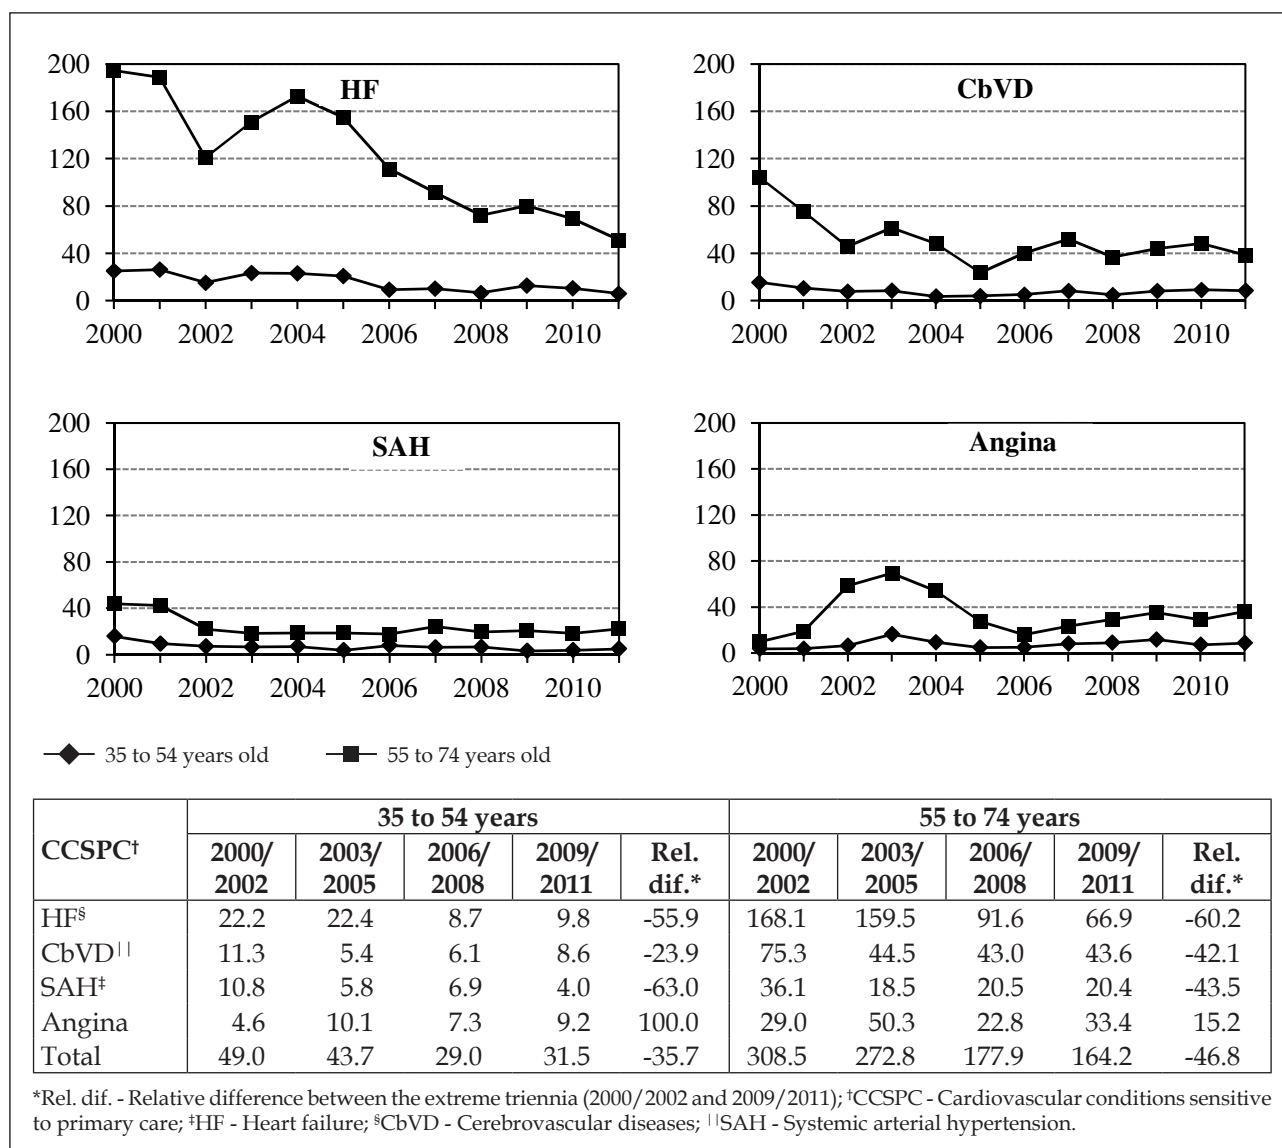 HF
200
160
120
80
40
0
2000 2002 2004 2006 2008 2010
CbVD
200
160
120
80
40
0
2000 2002 2004 2006 2008 2010
SAH
200
160
120
80
40
0
2000 2002 2004 2006 2008 2010
Angina
200
160
120
80
40
0
2000 2002 2004 2006 2008 2010
35 to 54 years old 55 to 74 years old
CCSPC† 35 to 54 years 55 to 74 years
2000/2002 2003/2005 2006/2008 2009/2011 Rel. dif.* 2000/2002 2003/2005 2006/2008 2009/2011 Rel. dif.*
HF§ 22.2 22.4 8.7 9.8 -55.9 168.1 159.5 91.6 66.9 -60.2
CbVD|| 11.3 5.4 6.1 8.6 -23.9 75.3 44.5 43.0 43.6 -42.1
SAH‡ 10.8 5.8 6.9 4.0 -63.0 36.1 18.5 20.5 20.4 -43.5
Angina 4.6 10.1 7.3 9.2 100.0 29.0 50.3 22.8 33.4 15.2
Total 49.0 43.7 29.0 31.5 -35.7 308.5 272.8 177.9 164.2 -46.8
*Rel. dif. - Relative difference between the extreme triennia (2000/2002 and 2009/2011); †CCSPC - Cardiovascular conditions sensitive
to primary care; ‡HF - Heart failure; §CbVD - Cerebrovascular diseases; ||SAH - Systemic arterial hypertension.